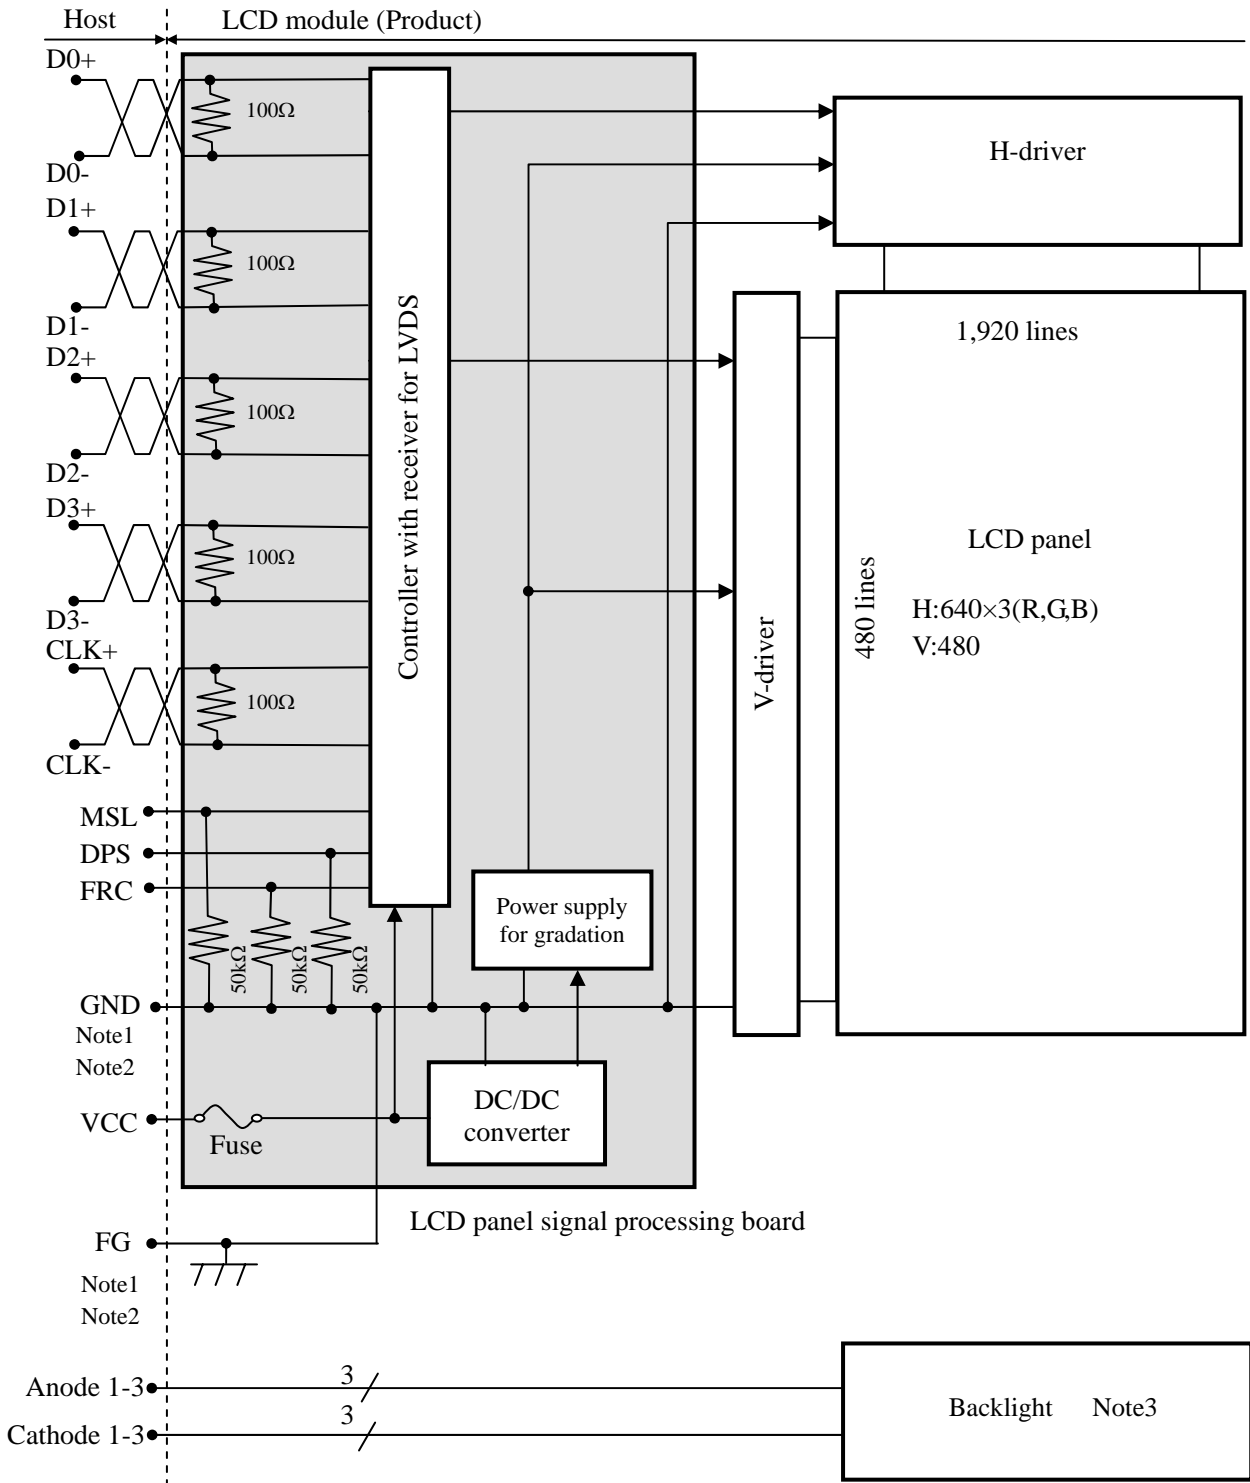 Host
LCD module (Product)
D0+
100Ω
D0-
D1+
100Ω
D1-
D2+
100Ω
D2-
D3+
100Ω
D3-
CLK+
100Ω
CLK-
MSL
DPS
FRC
50kΩ
50kΩ
50kΩ
GND
Note1
Note2
VCC
Fuse
Controller with receiver for LVDS
Power supply
for gradation
DC/DC
converter
LCD panel signal processing board
H-driver
V-driver
1,920 lines
480 lines
LCD panel
H:640×3(R,G,B)
V:480
FG
Note1
Note2
Anode 1-3
3
Cathode 1-3
3
Backlight Note3